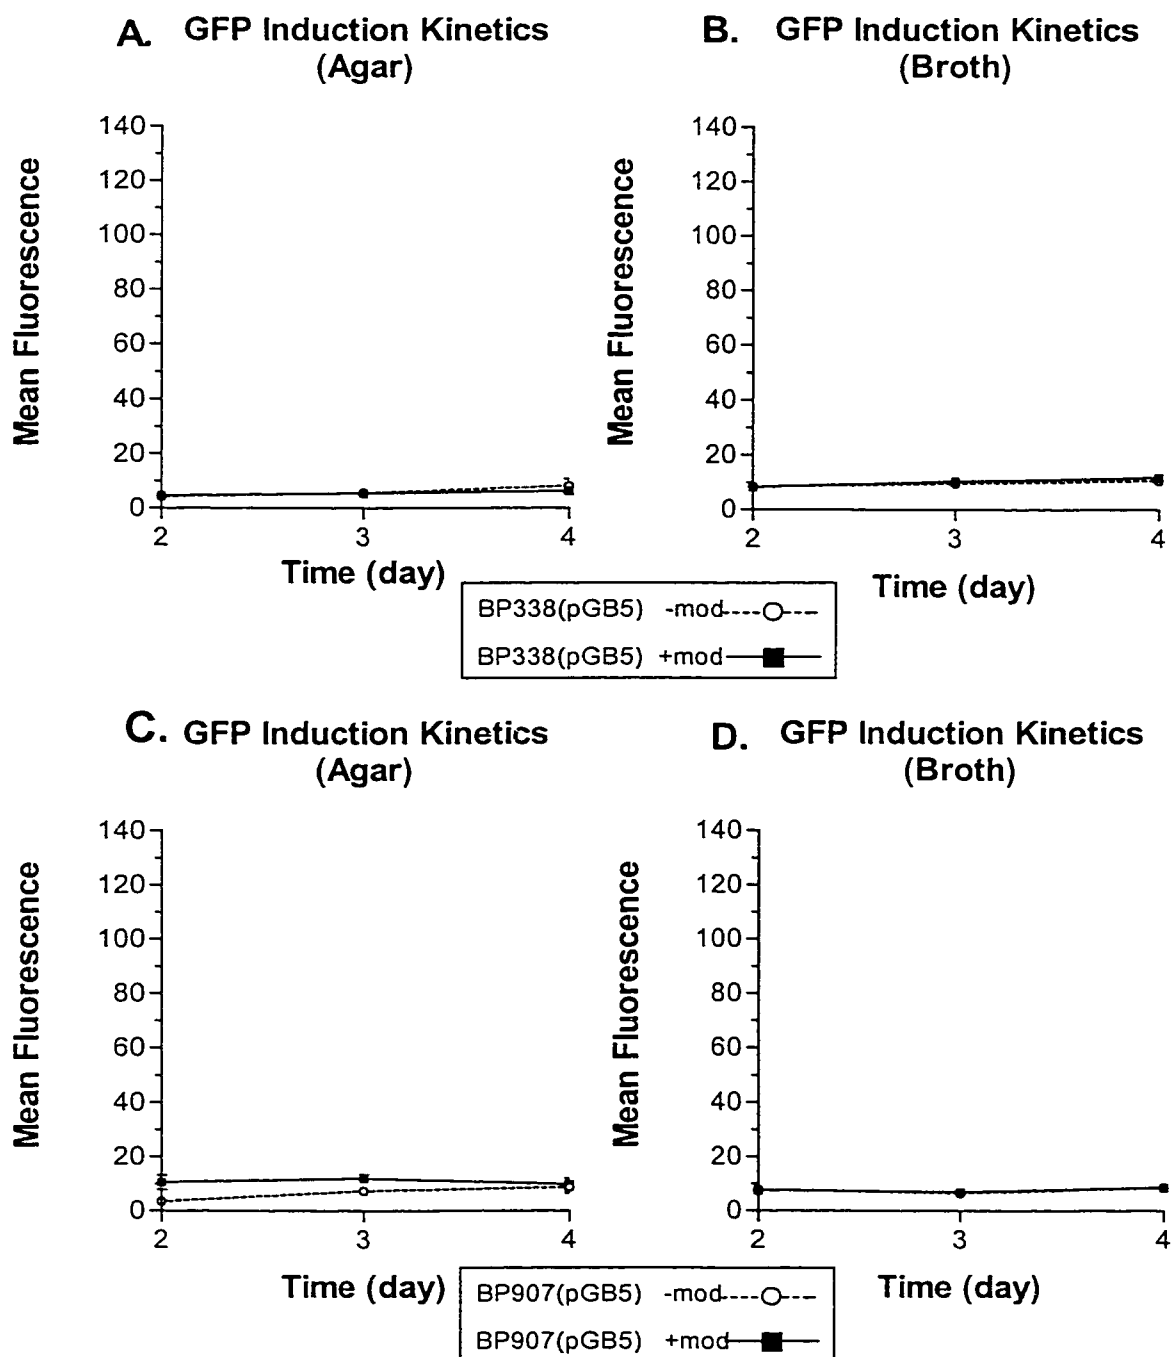 A. GFP Induction Kinetics
(Agar)
Mean Fluorescence
140
120
100
80
60
40
20
0
2 3 4
Time (day)
B. GFP Induction Kinetics
(Broth)
Mean Fluorescence
140
120
100
80
60
40
20
0
2 3 4
Time (day)
BP338(pGB5) -mod
BP338(pGB5) +mod
C. GFP Induction Kinetics
(Agar)
Mean Fluorescence
140
120
100
80
60
40
20
0
2 3 4
Time (day)
D. GFP Induction Kinetics
(Broth)
Mean Fluorescence
140
120
100
80
60
40
20
0
2 3 4
Time (day)
BP907(pGB5) -mod
BP907(pGB5) +mod